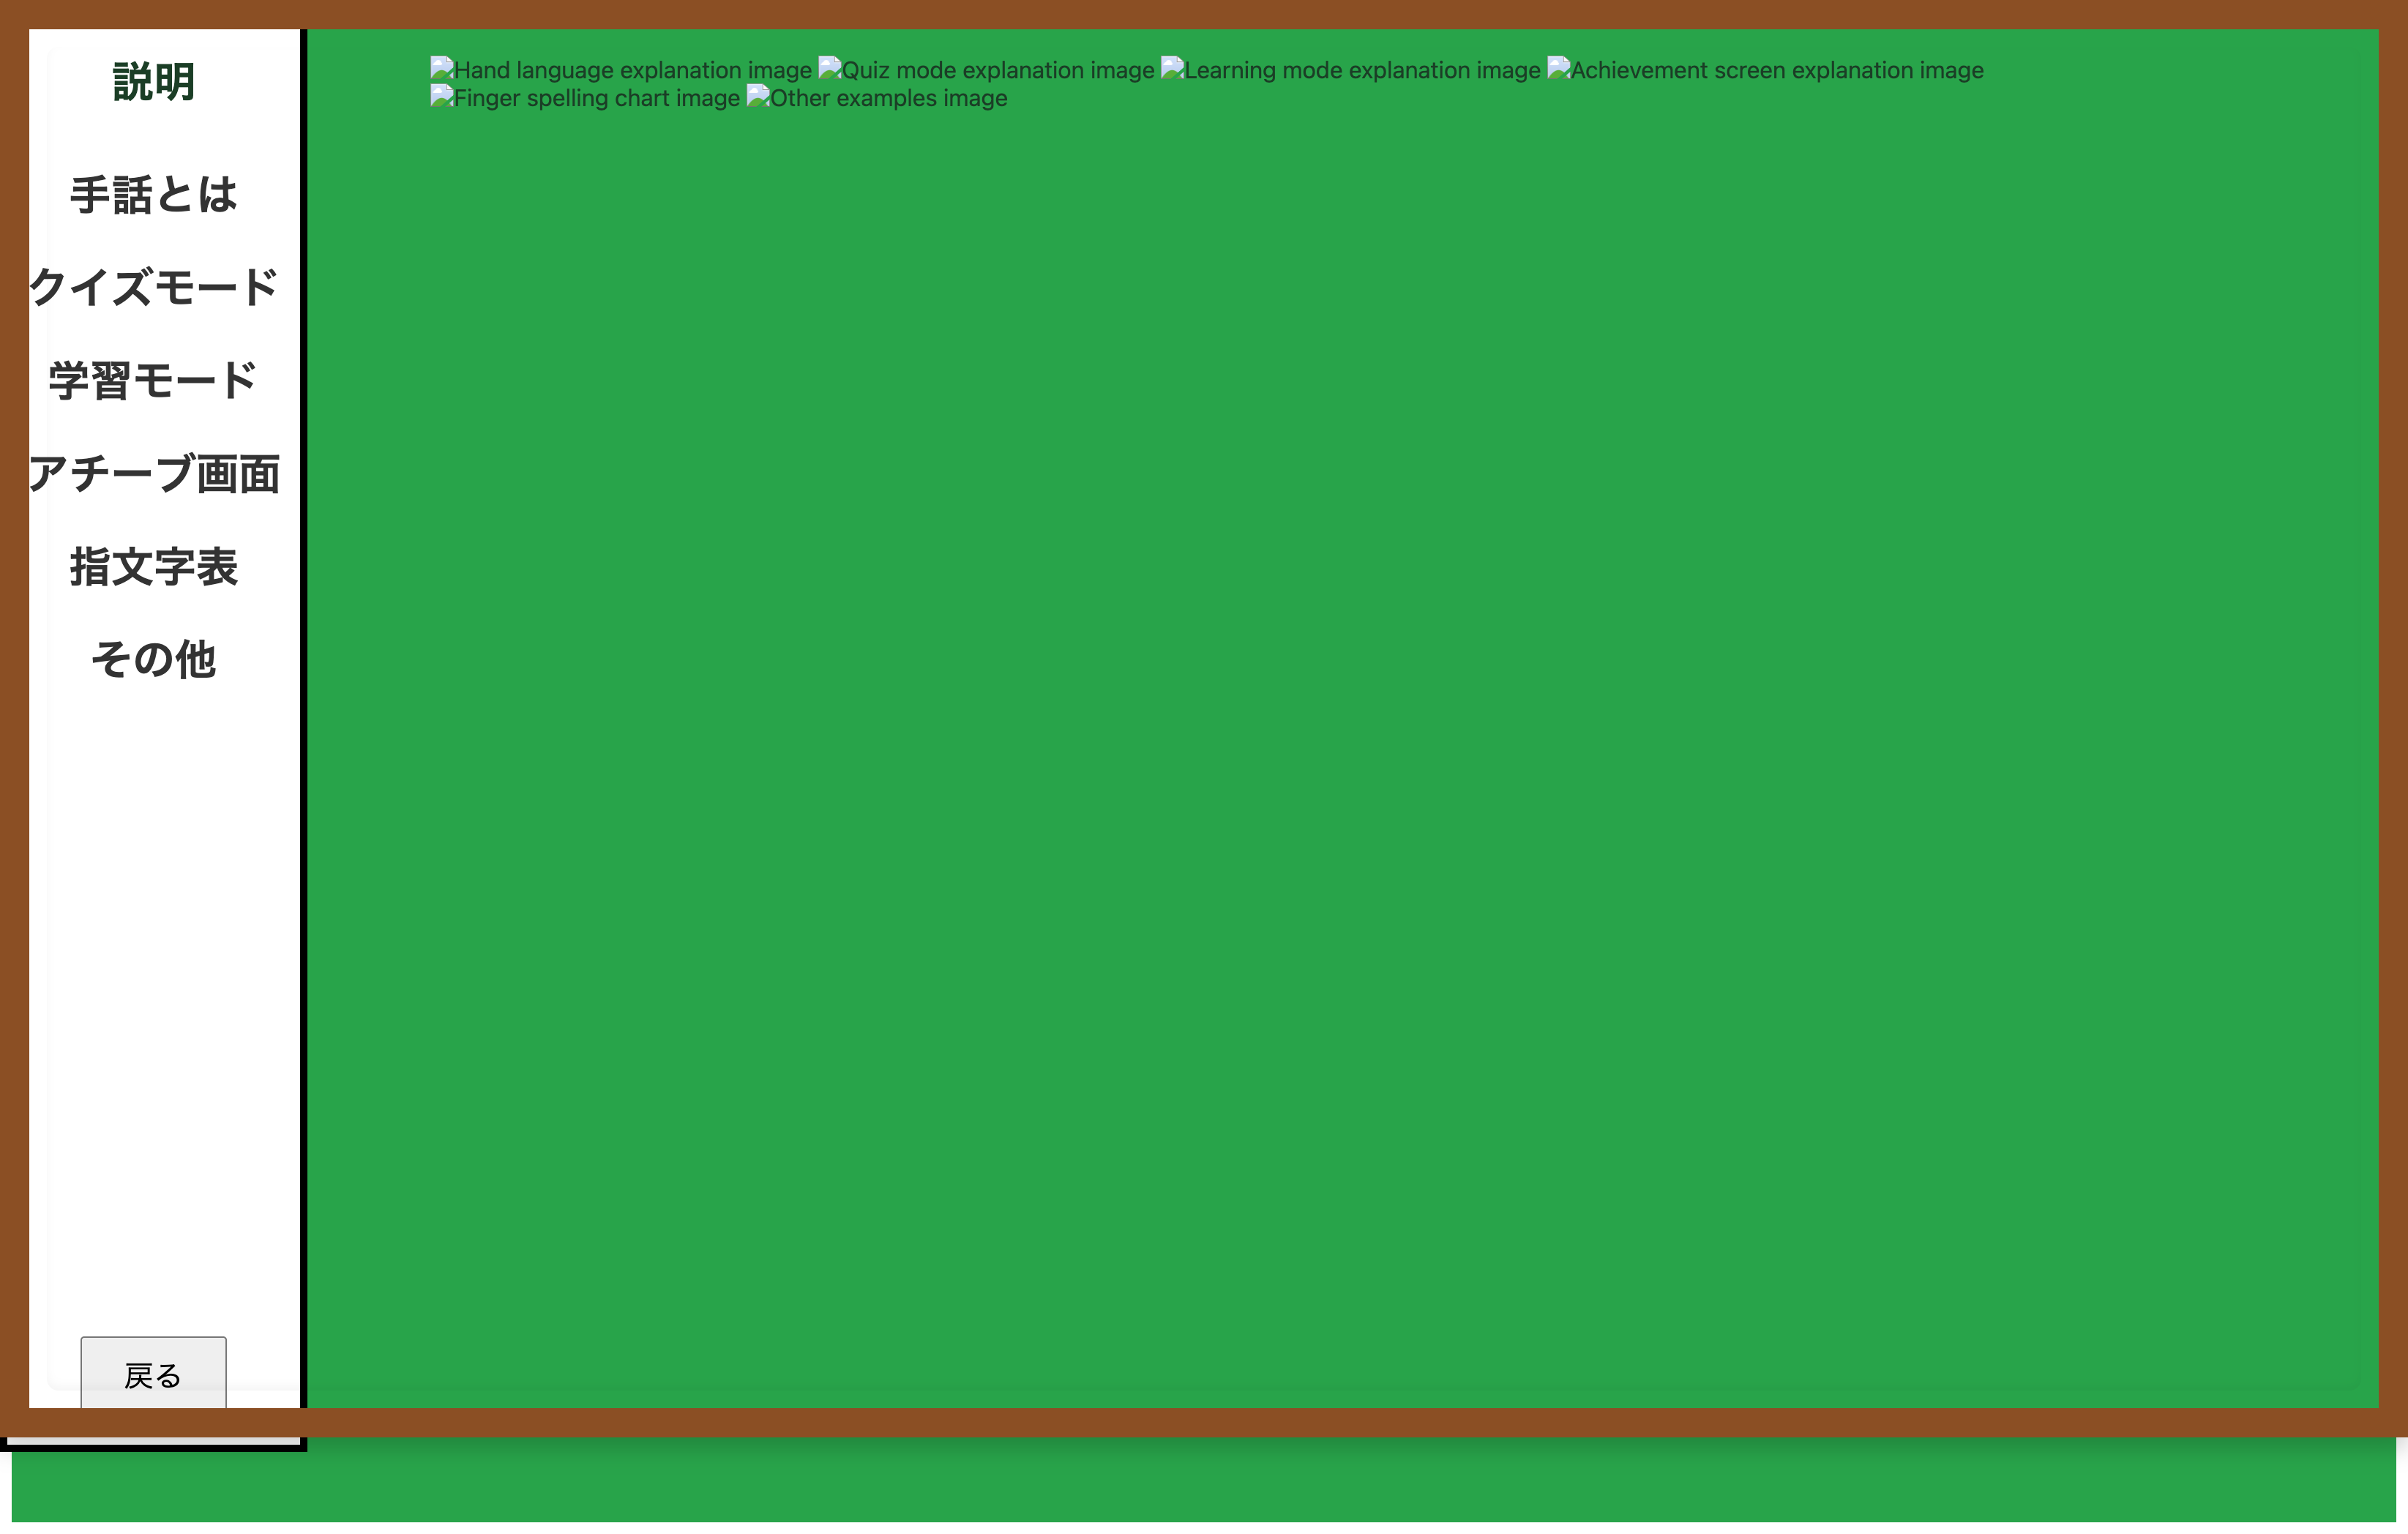 説明
手話とは
クイズモード
学習モード
アチーブ画面
指文字表
その他
戻る
Hand language explanation image Quiz mode explanation image Learning mode explanation image Achievement screen explanation image
Finger spelling chart image Other examples image